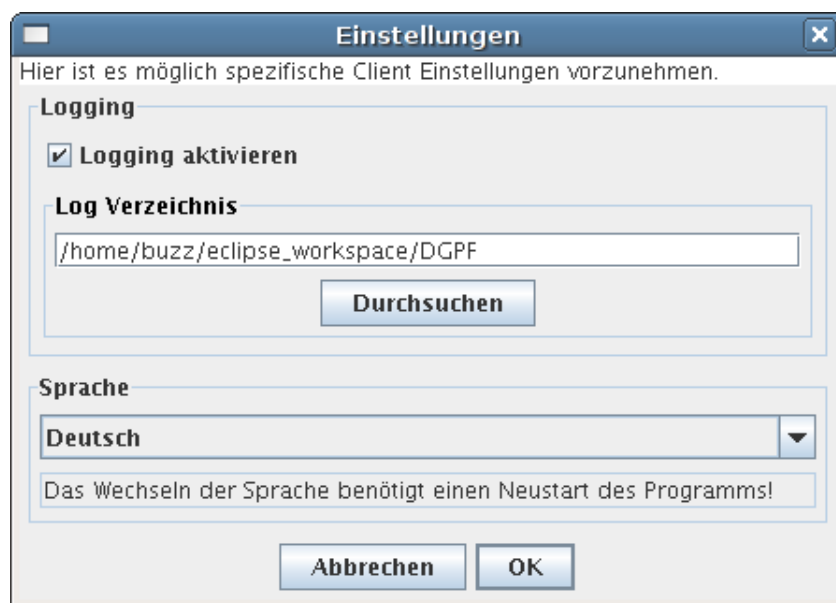 Einstellungen
Hier ist es möglich spezifische Client Einstellungen vorzunehmen.
Logging
Logging aktivieren
Log Verzeichnis
/home/buzz/eclipse_workspace/DGPF
Durchsuchen
Sprache
Deutsch
Das Wechseln der Sprache benötigt einen Neustart des Programms!
Abbrechen OK